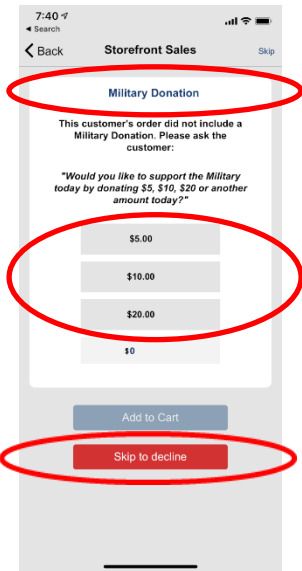 7:40
Search
Back
Storefront Sales
Skip
Military Donation
This customer's order did not include a
Military Donation. Please ask the
customer:
"Would you like to support the Military
today by donating $5, $10, $20 or another
amount today?"
$5.00
$10.00
$20.00
$0
Add to Cart
Skip to decline